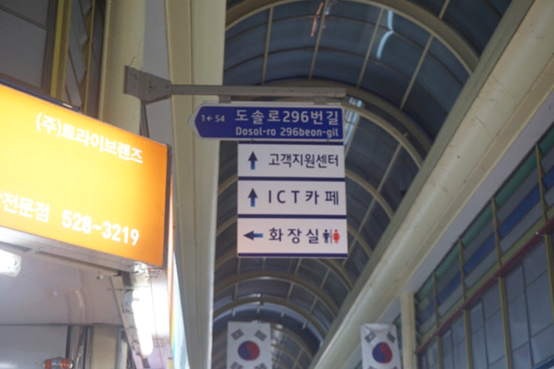 (주)트라이브랜즈
전문점 528-3219
1←54 도솔로296번길
Dosol-ro 296beon-gil
↑ 고객지원센터
↑ ICT카페
← 화장실